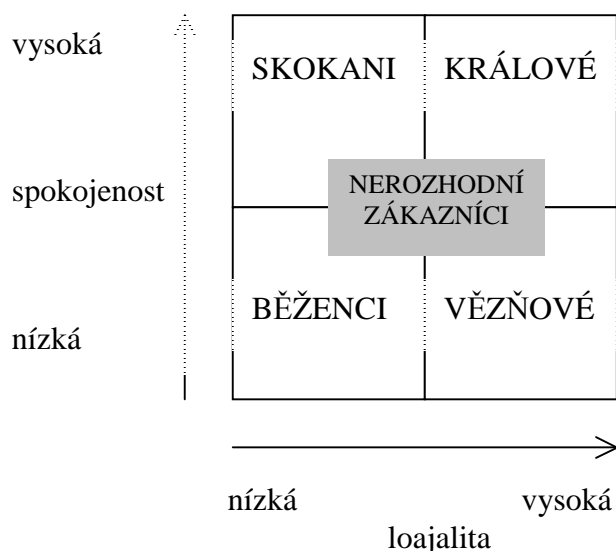 vysoká
SKOKANI KRÁLOVÉ
spokojenost
NEROZHODNÍ
ZÁKAZNÍCI
BĚŽENCI VĚZŇOVÉ
nízká
nízká vysoká
loajalita